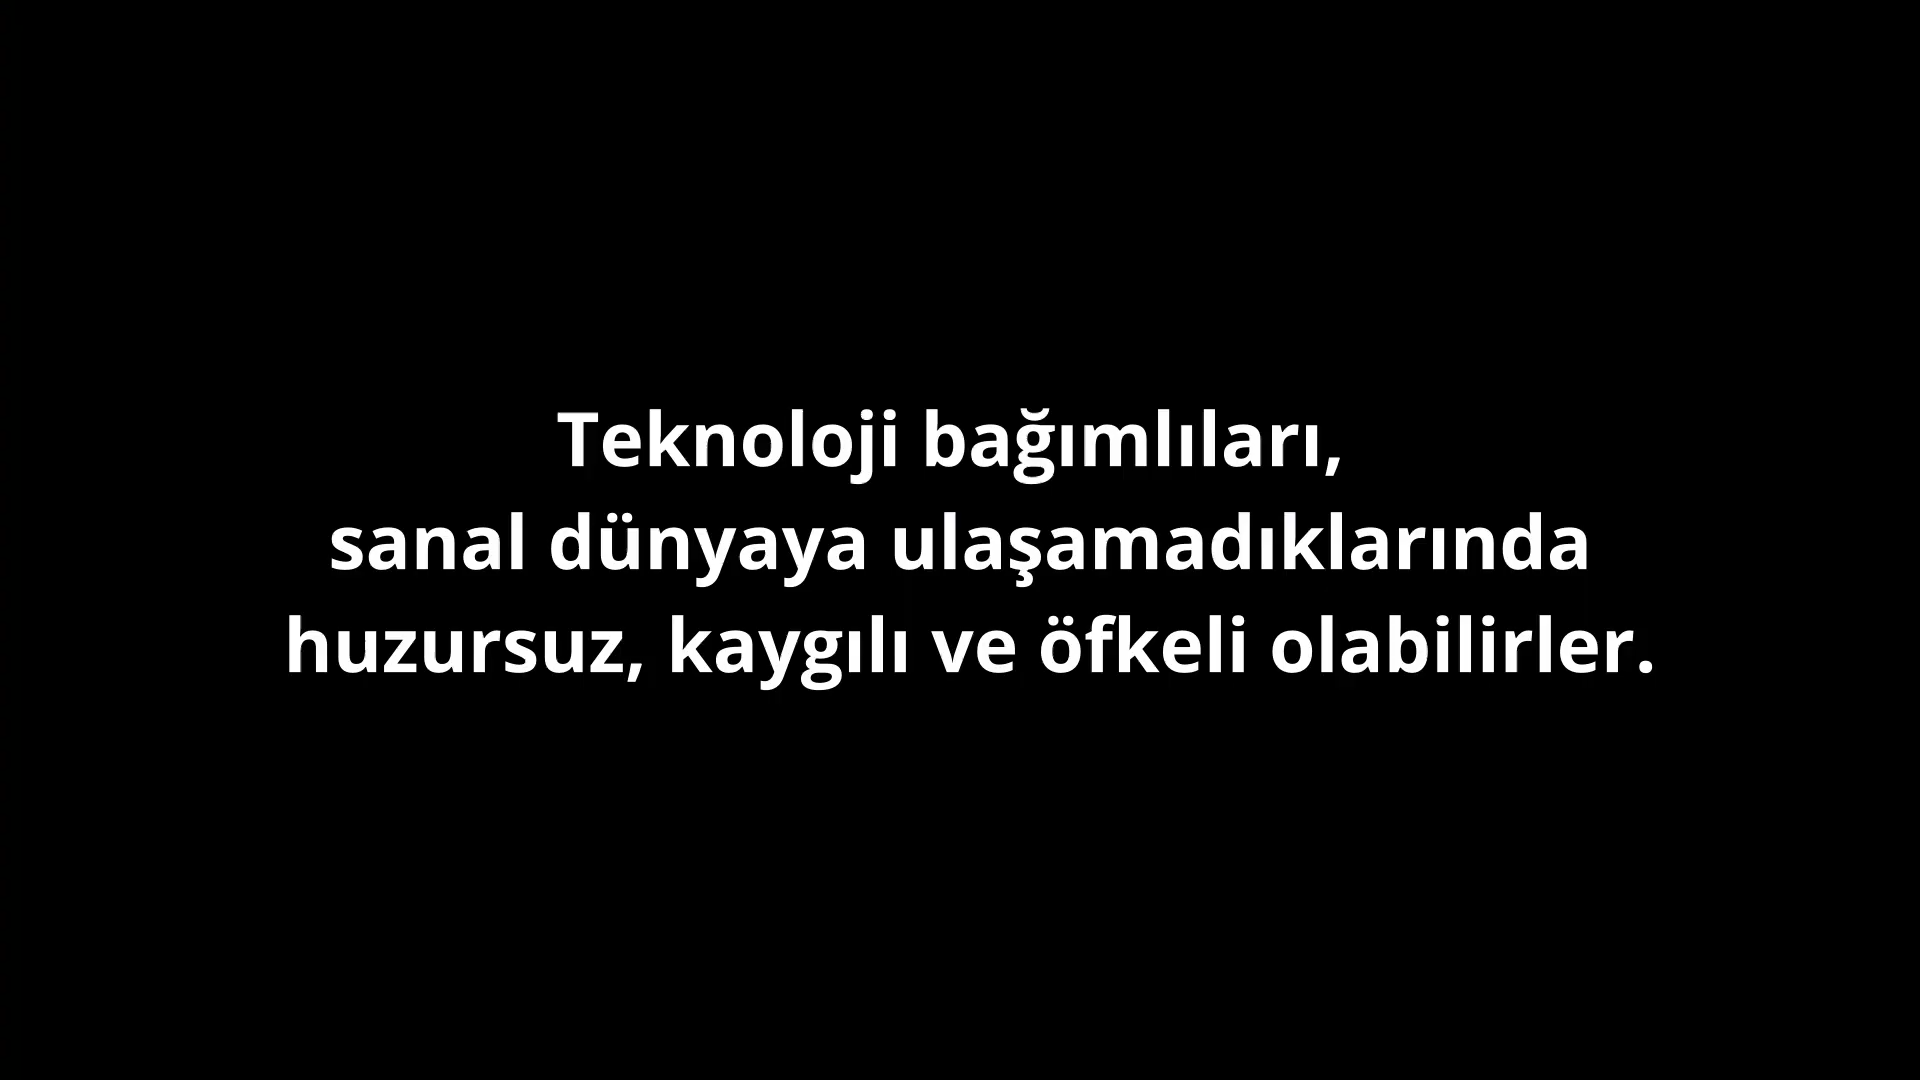 Teknoloji bağımlıları,
sanal dünyaya ulaşamadıklarında
huzursuz, kaygılı ve öfkeli olabilirler.